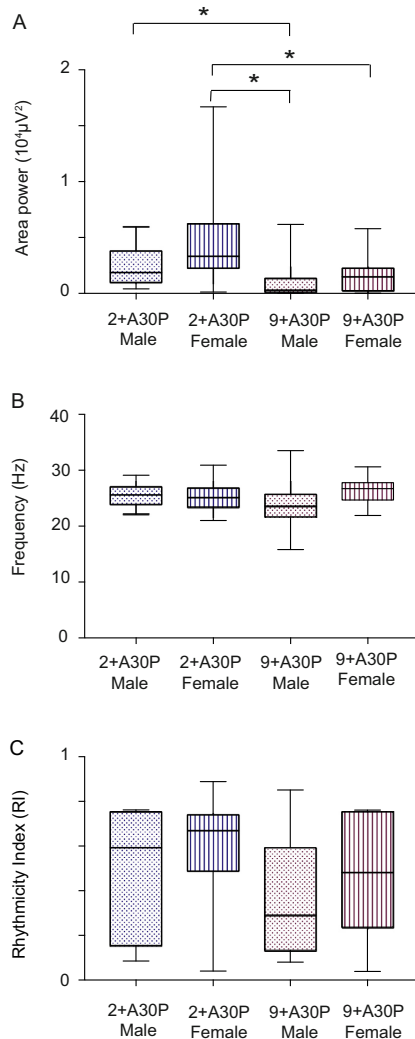 A
*
*
*
Area power (10⁴µV²)
2
1
0
2+A30P Male
2+A30P Female
9+A30P Male
9+A30P Female
B
Frequency (Hz)
40
30
20
10
0
2+A30P Male
2+A30P Female
9+A30P Male
9+A30P Female
C
Rhythmicity Index (RI)
1
0
2+A30P Male
2+A30P Female
9+A30P Male
9+A30P Female